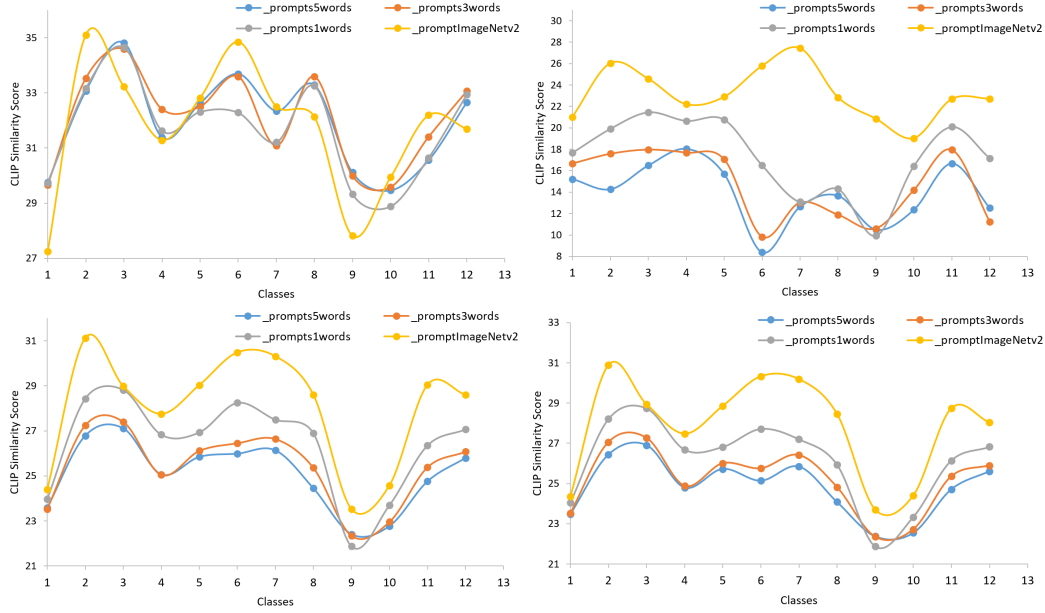 _prompts5words _prompts3words
_prompts1words _promptImageNetv2
CLIP Similarity Score
35
33
31
29
27
1 2 3 4 5 6 7 8 9 10 11 12 13
Classes
_prompts5words _prompts3words
_prompts1words _promptImageNetv2
CLIP Similarity Score
30
28
26
24
22
20
18
16
14
12
10
8
1 2 3 4 5 6 7 8 9 10 11 12 13
Classes
_prompts5words _prompts3words
_prompts1words _promptImageNetv2
CLIP Similarity Score
31
29
27
25
23
21
1 2 3 4 5 6 7 8 9 10 11 12 13
Classes
_prompts5words _prompts3words
_prompts1words _promptImageNetv2
CLIP Similarity Score
33
31
29
27
25
23
21
1 2 3 4 5 6 7 8 9 10 11 12 13
Classes